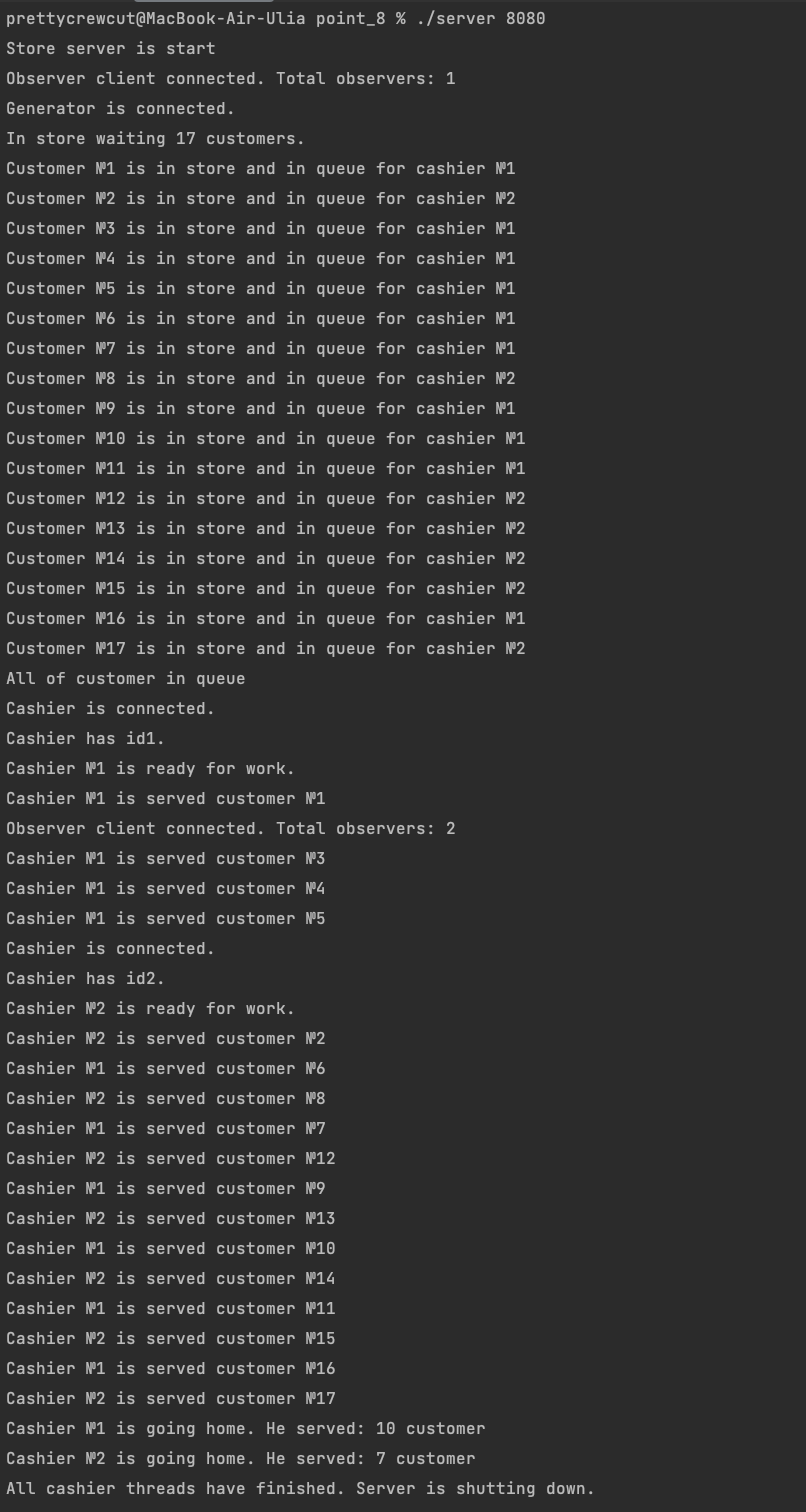 prettycrewcut@MacBook-Air-Ulia point_8 % ./server 8080
Store server is start
Observer client connected. Total observers: 1
Generator is connected.
In store waiting 17 customers.
Customer №1 is in store and in queue for cashier №1
Customer №2 is in store and in queue for cashier №2
Customer №3 is in store and in queue for cashier №1
Customer №4 is in store and in queue for cashier №1
Customer №5 is in store and in queue for cashier №1
Customer №6 is in store and in queue for cashier №1
Customer №7 is in store and in queue for cashier №1
Customer №8 is in store and in queue for cashier №2
Customer №9 is in store and in queue for cashier №1
Customer №10 is in store and in queue for cashier №1
Customer №11 is in store and in queue for cashier №1
Customer №12 is in store and in queue for cashier №2
Customer №13 is in store and in queue for cashier №2
Customer №14 is in store and in queue for cashier №2
Customer №15 is in store and in queue for cashier №2
Customer №16 is in store and in queue for cashier №1
Customer №17 is in store and in queue for cashier №2
All of customer in queue
Cashier is connected.
Cashier has id1.
Cashier №1 is ready for work.
Cashier №1 is served customer №1
Observer client connected. Total observers: 2
Cashier №1 is served customer №3
Cashier №1 is served customer №4
Cashier №1 is served customer №5
Cashier is connected.
Cashier has id2.
Cashier №2 is ready for work.
Cashier №2 is served customer №2
Cashier №1 is served customer №6
Cashier №2 is served customer №8
Cashier №1 is served customer №7
Cashier №2 is served customer №12
Cashier №1 is served customer №9
Cashier №2 is served customer №13
Cashier №1 is served customer №10
Cashier №2 is served customer №14
Cashier №1 is served customer №11
Cashier №2 is served customer №15
Cashier №1 is served customer №16
Cashier №2 is served customer №17
Cashier №1 is going home. He served: 10 customer
Cashier №2 is going home. He served: 7 customer
All cashier threads have finished. Server is shutting down.